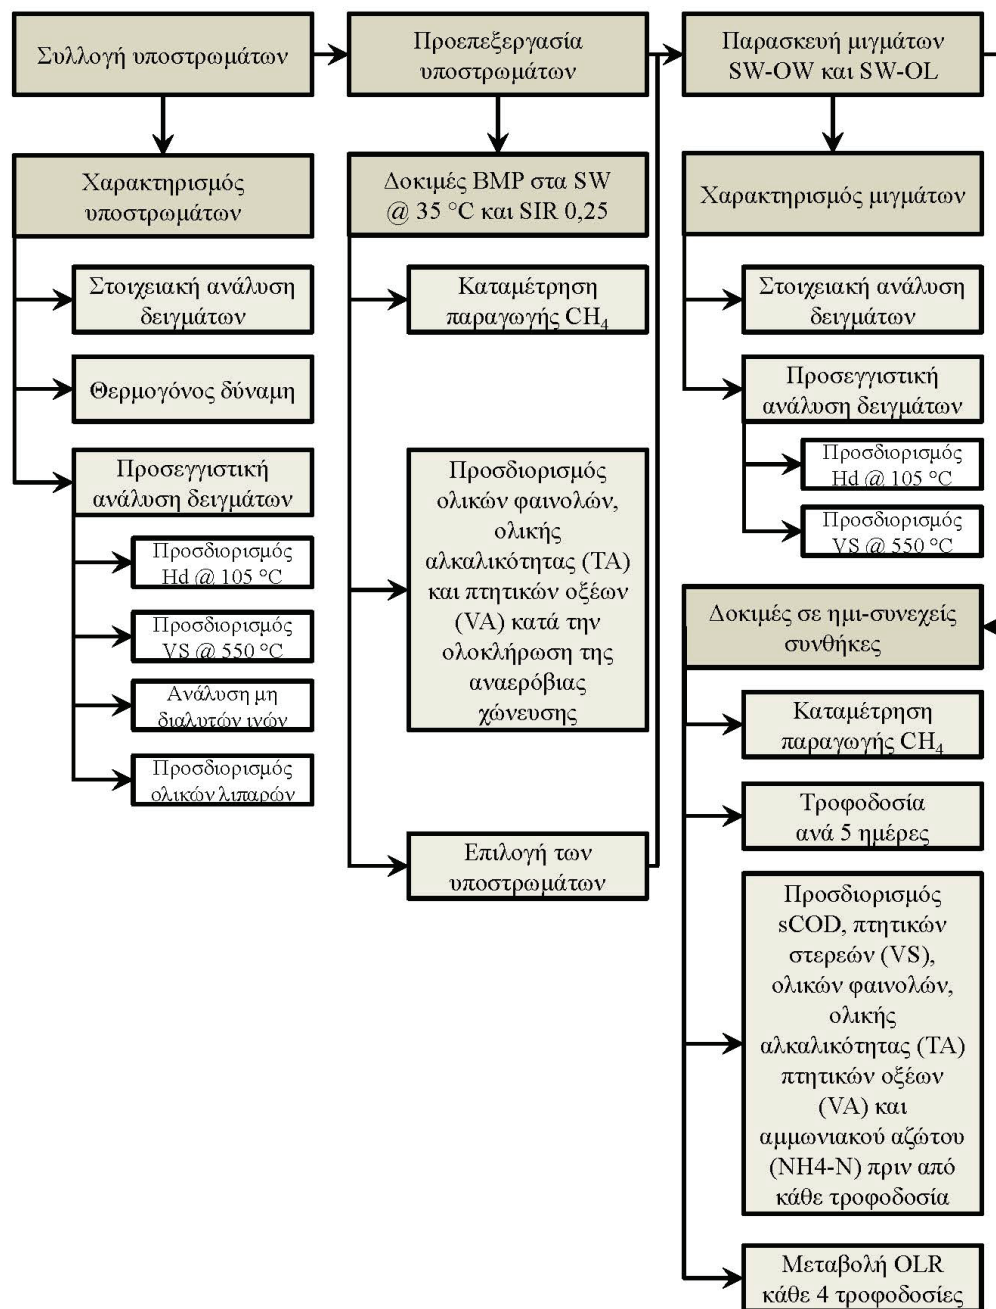 Συλλογή υποστρωμάτων
Χαρακτηρισμός
υποστρωμάτων
Στοιχειακή ανάλυση
δειγμάτων
Θερμογόνος δύναμη
Προσεγγιστική
ανάλυση δειγμάτων
Προσδιορισμός
Hd @ 105 °C
Προσδιορισμός
VS @ 550 °C
Ανάλυση μη
διαλυτών ινών
Προσδιορισμός
ολικών λιπαρών
Προεπεξεργασία
υποστρωμάτων
Δοκιμές BMP στα SW
@ 35 °C και SIR 0,25
Καταμέτρηση
παραγωγής CH₄
Προσδιορισμός
ολικών φαινολών,
ολικής
αλκαλικότητας (TA)
και πτητικών οξέων
(VA) κατά την
ολοκλήρωση της
αναερόβιας
χώνευσης
Επιλογή των
υποστρωμάτων
Παρασκευή μιγμάτων
SW-OW και SW-OL
Χαρακτηρισμός μιγμάτων
Στοιχειακή ανάλυση
δειγμάτων
Προσεγγιστική
ανάλυση δειγμάτων
Προσδιορισμός
Hd @ 105 °C
Προσδιορισμός
VS @ 550 °C
Δοκιμές σε ημι-συνεχείς
συνθήκες
Καταμέτρηση
παραγωγής CH₄
Τροφοδοσία
ανά 5 ημέρες
Προσδιορισμός
sCOD, πτητικών
στερεών (VS),
ολικών φαινολών,
ολικής
αλκαλικότητας (TA)
πτητικών οξέων
(VA) και
αμμωνιακού αζώτου
(NH4-N) πριν από
κάθε τροφοδοσία
Μεταβολή OLR
κάθε 4 τροφοδοσίες